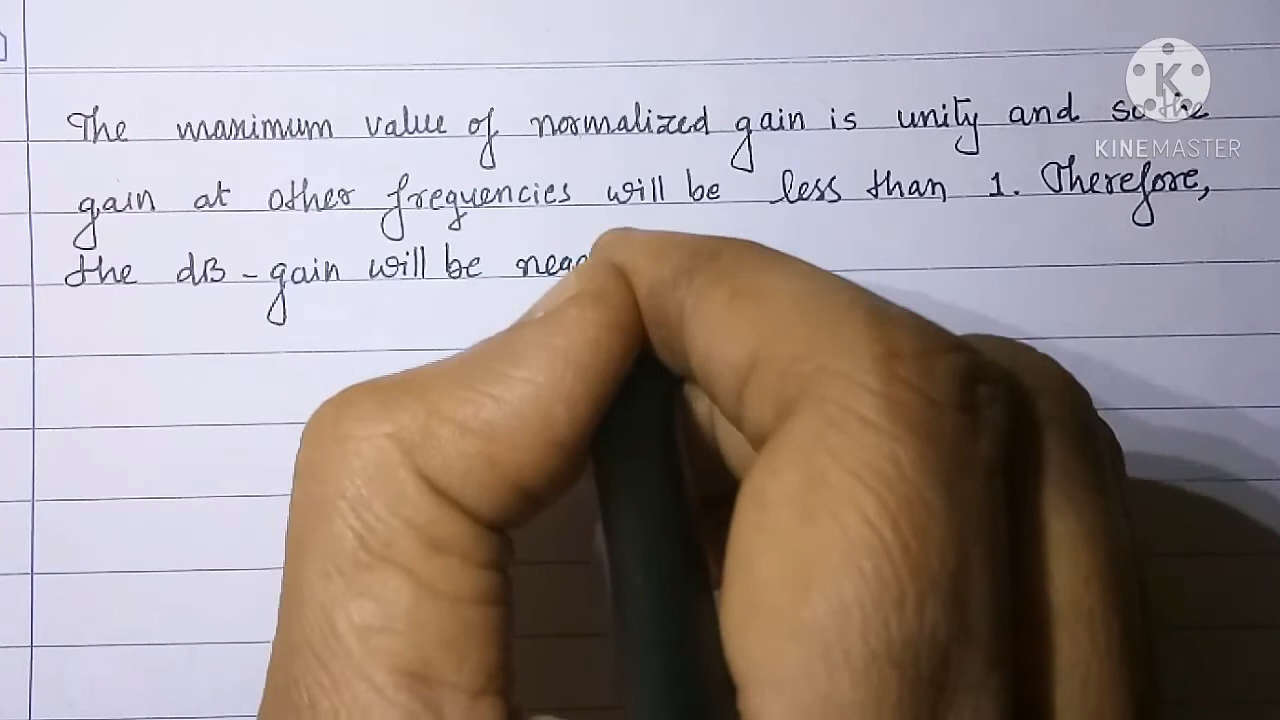 The maximum value of normalized gain is unity and so the
gain at other frequencies will be less than 1. Therefore,
the dB-gain will be nega
K
KINEMASTER